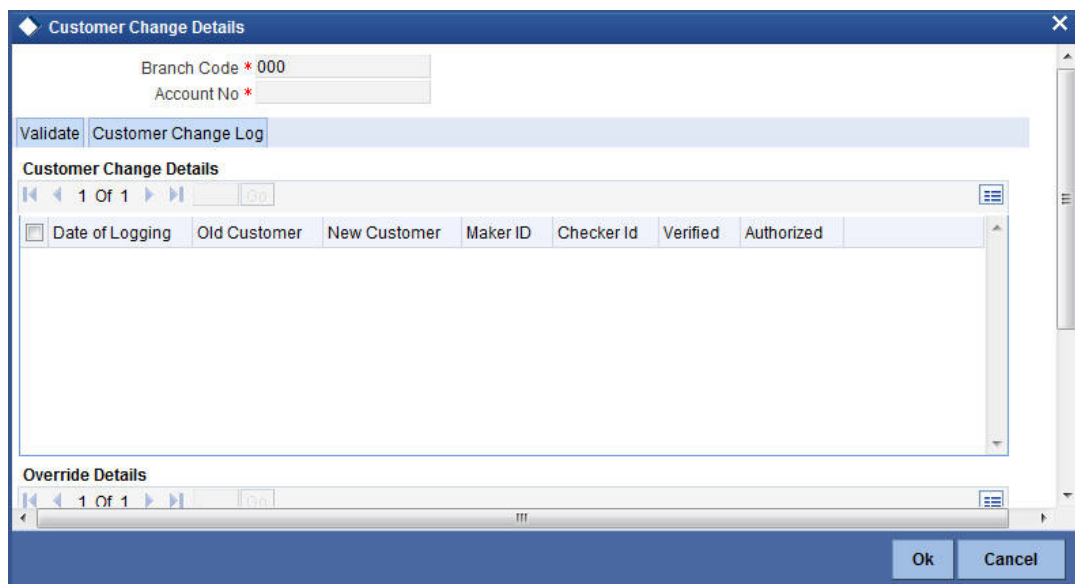 Customer Change Details
Branch Code * 000
Account No *
Validate Customer Change Log
Customer Change Details
1 Of 1 Go
Date of Logging Old Customer New Customer Maker ID Checker Id Verified Authorized
Override Details
1 Of 1 Go
Ok Cancel